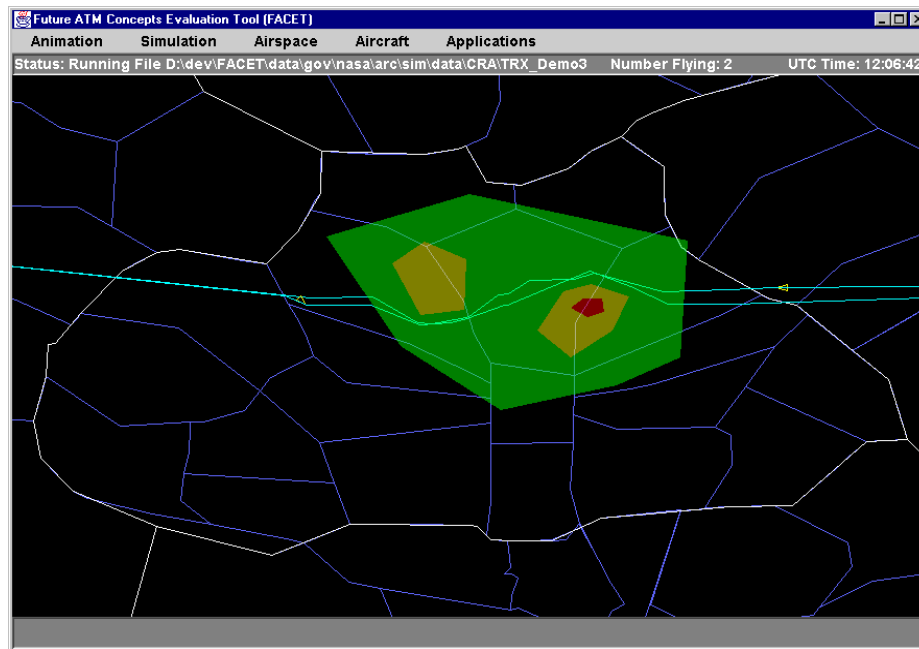 Future ATM Concepts Evaluation Tool (FACET)
Animation Simulation Airspace Aircraft Applications
Status: Running File D:\dev\FACET\data\gov\nasa\arc\sim\data\CRA\TRX_Demo3 Number Flying: 2 UTC Time: 12:06:42